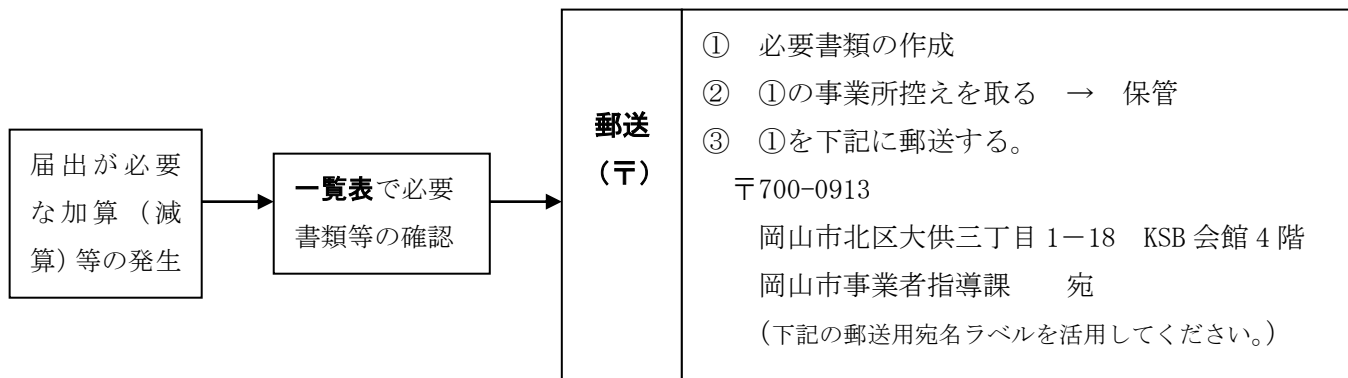 届出が必要
な加算（減
算）等の発生
一覧表で必要
書類等の確認
郵送
（〒）
①　必要書類の作成
②　①の事業所控えを取る　→　保管
③　①を下記に郵送する。
〒700-0913
岡山市北区大供三丁目 1－18　KSB 会館 4 階
岡山市事業者指導課　　宛
（下記の郵送用宛名ラベルを活用してください。）